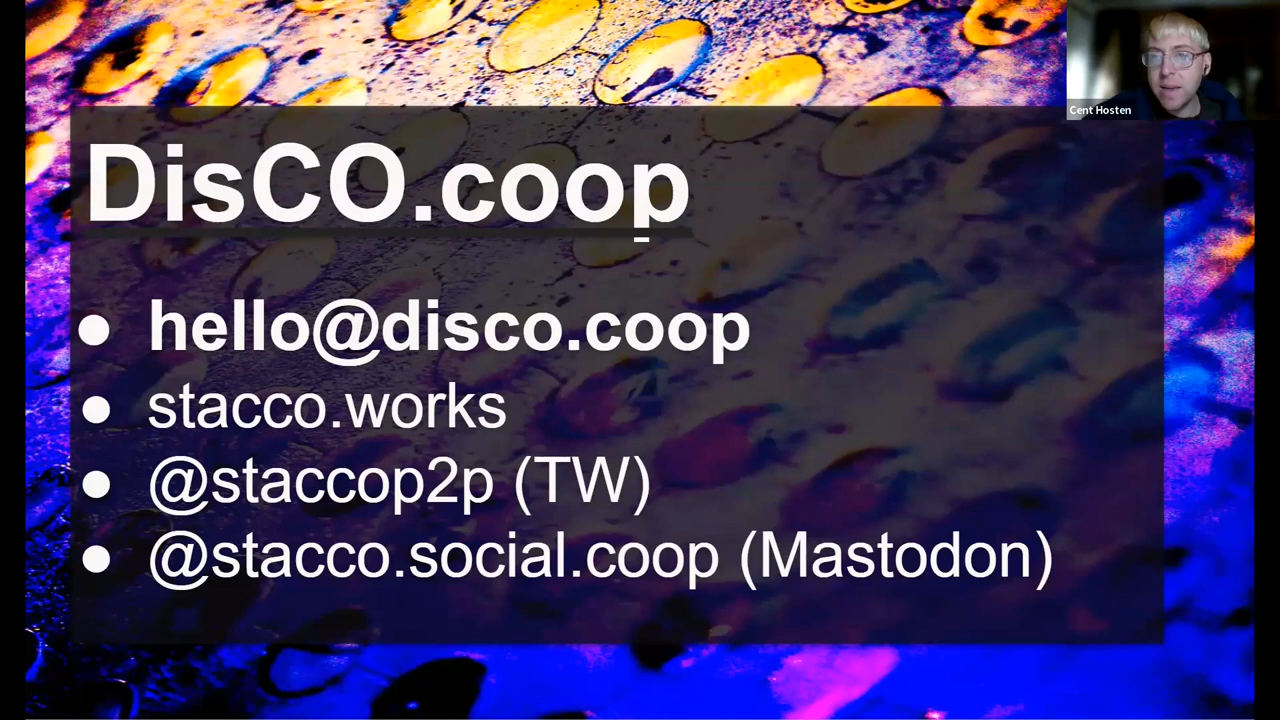 Cent Hosten
DisCO.coop
● hello@disco.coop
● stacco.works
● @staccop2p (TW)
● @stacco.social.coop (Mastodon)